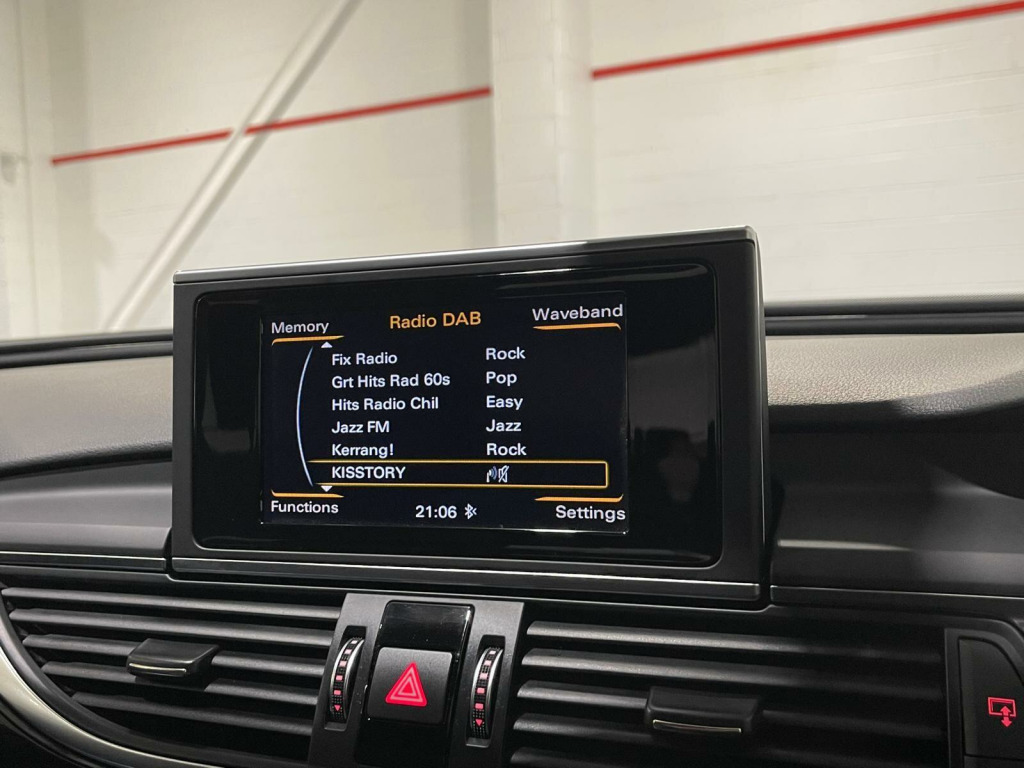 Memory Radio DAB Waveband
Fix Radio Rock
Grt Hits Rad 60s Pop
Hits Radio Chil Easy
Jazz FM Jazz
Kerrang! Rock
KISSTORY
Functions 21:06 Settings